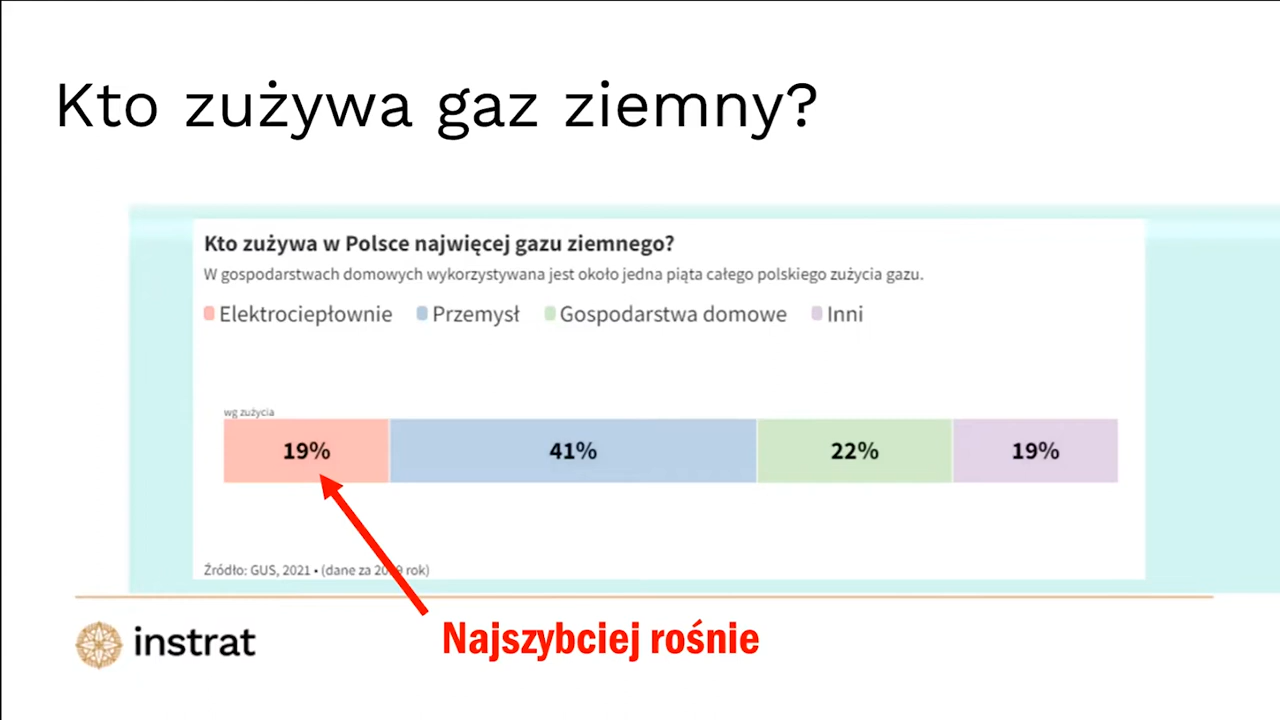 Kto zużywa gaz ziemny?
Kto zużywa w Polsce najwięcej gazu ziemnego?
W gospodarstwach domowych wykorzystywana jest około jedna piąta całego polskiego zużycia gazu.
Elektrociepłownie Przemysł Gospodarstwa domowe Inni
wg zużycia
19% 41% 22% 19%
Źródło: GUS, 2021 • (dane za rok)
instrat
Najszybciej rośnie